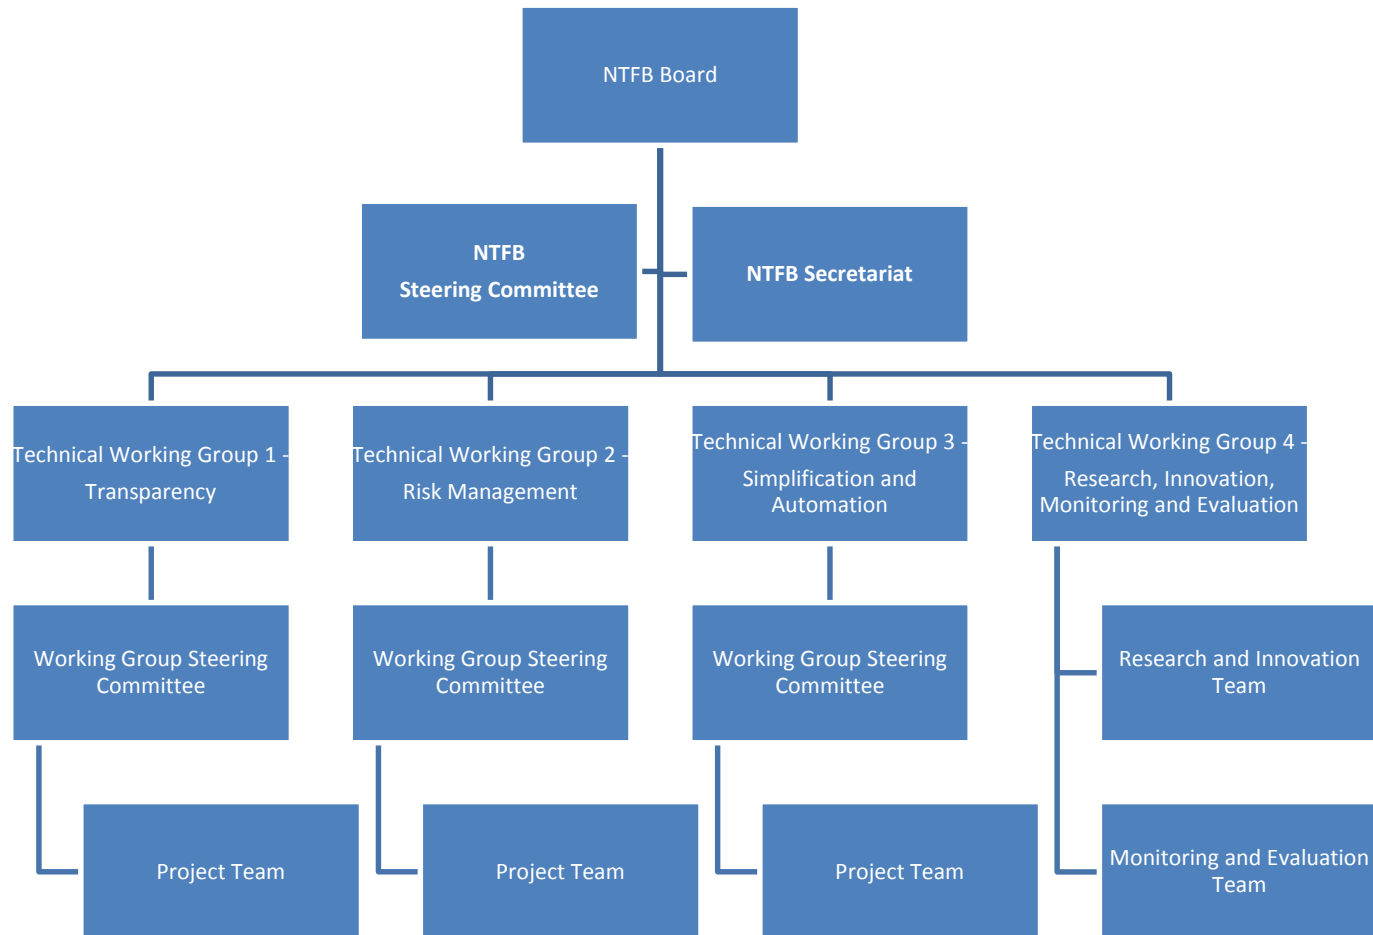 NTFB Board
NTFB
Steering Committee
NTFB Secretariat
Technical Working Group 1 -
Transparency
Technical Working Group 2 -
Risk Management
Technical Working Group 3 -
Simplification and
Automation
Technical Working Group 4 -
Research, Innovation,
Monitoring and Evaluation
Working Group Steering
Committee
Working Group Steering
Committee
Working Group Steering
Committee
Research and Innovation
Team
Project Team
Project Team
Project Team
Monitoring and Evaluation
Team